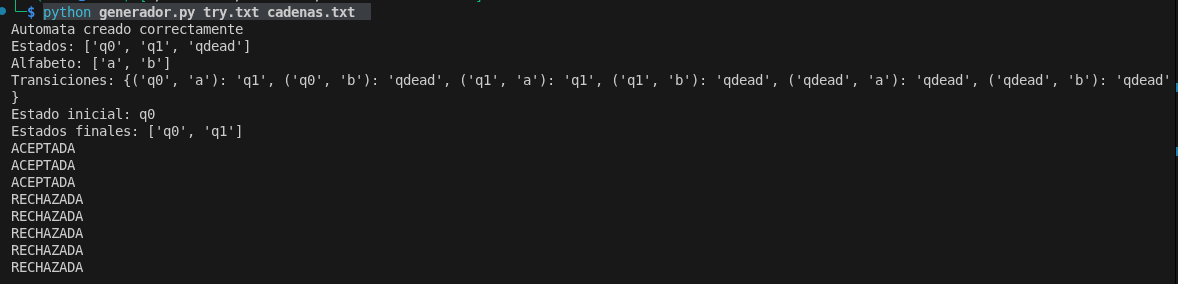 └─$ python generador.py try.txt cadenas.txt
Automata creado correctamente
Estados: ['q0', 'q1', 'qdead']
Alfabeto: ['a', 'b']
Transiciones: {('q0', 'a'): 'q1', ('q0', 'b'): 'qdead', ('q1', 'a'): 'q1', ('q1', 'b'): 'qdead', ('qdead', 'a'): 'qdead', ('qdead', 'b'): 'qdead'
}
Estado inicial: q0
Estados finales: ['q0', 'q1']
ACEPTADA
ACEPTADA
ACEPTADA
RECHAZADA
RECHAZADA
RECHAZADA
RECHAZADA
RECHAZADA